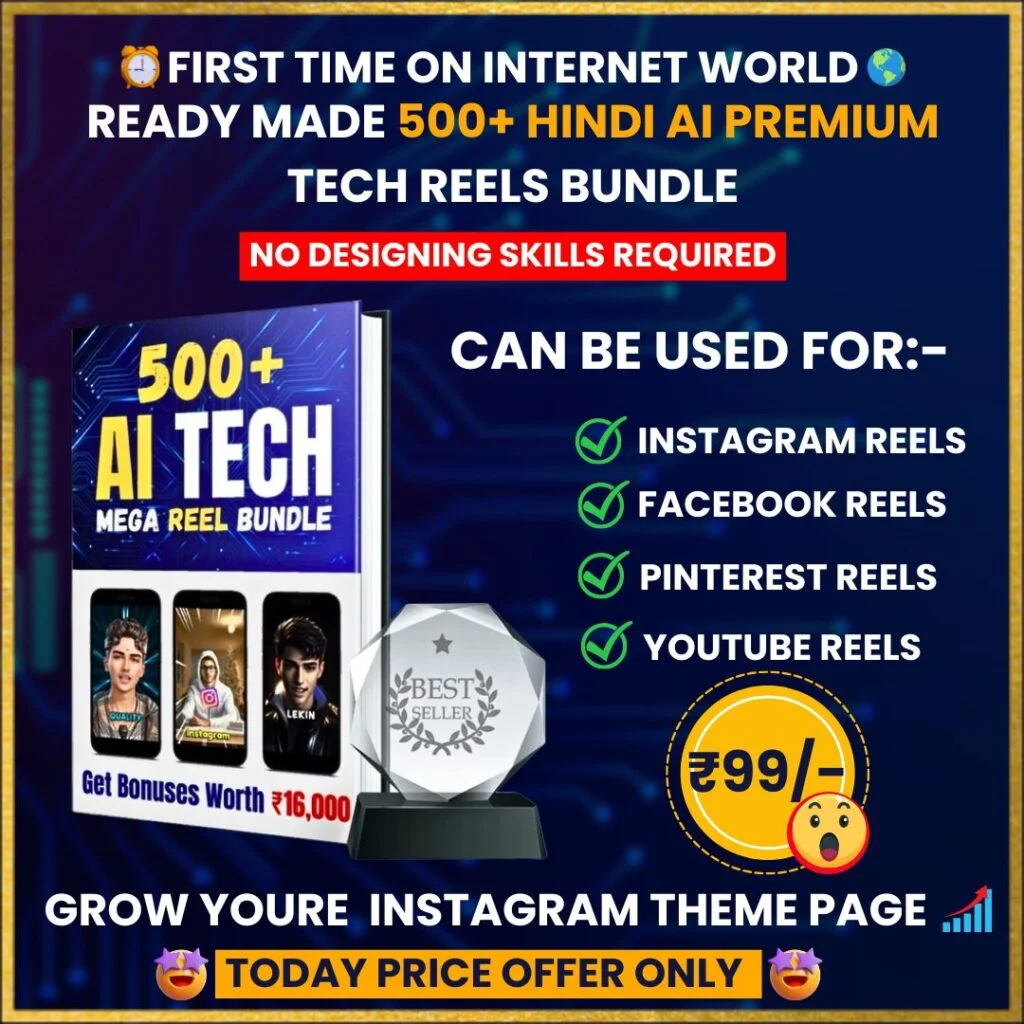 FIRST TIME ON INTERNET WORLD
READY MADE 500+ HINDI AI PREMIUM
TECH REELS BUNDLE
NO DESIGNING SKILLS REQUIRED
500+
AI TECH
MEGA REEL BUNDLE
QUALITY
instagram
LEKIN
Get Bonuses Worth ₹16,000
BEST
SELLER
CAN BE USED FOR:-
INSTAGRAM REELS
FACEBOOK REELS
PINTEREST REELS
YOUTUBE REELS
₹99/-
GROW YOURE INSTAGRAM THEME PAGE
TODAY PRICE OFFER ONLY